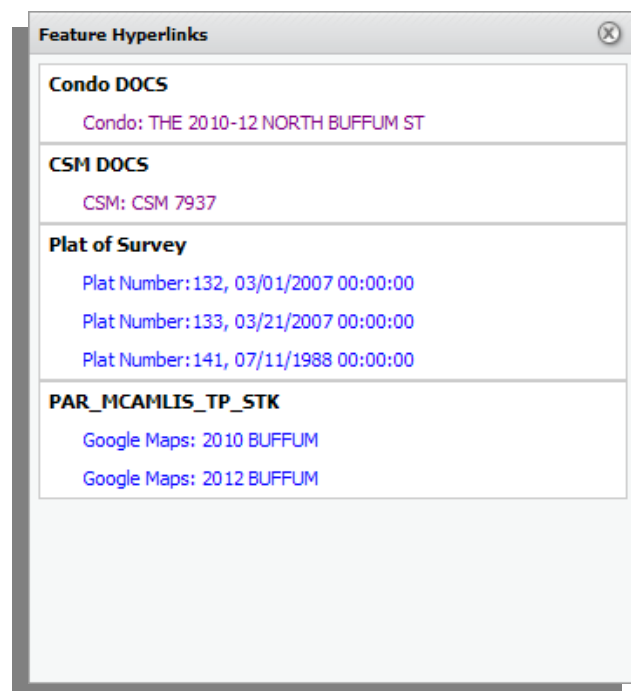 Feature Hyperlinks
Condo DOCS
Condo: THE 2010-12 NORTH BUFFUM ST
CSM DOCS
CSM: CSM 7937
Plat of Survey
Plat Number:132, 03/01/2007 00:00:00
Plat Number:133, 03/21/2007 00:00:00
Plat Number:141, 07/11/1988 00:00:00
PAR_MCAMLIS_TP_STK
Google Maps: 2010 BUFFUM
Google Maps: 2012 BUFFUM